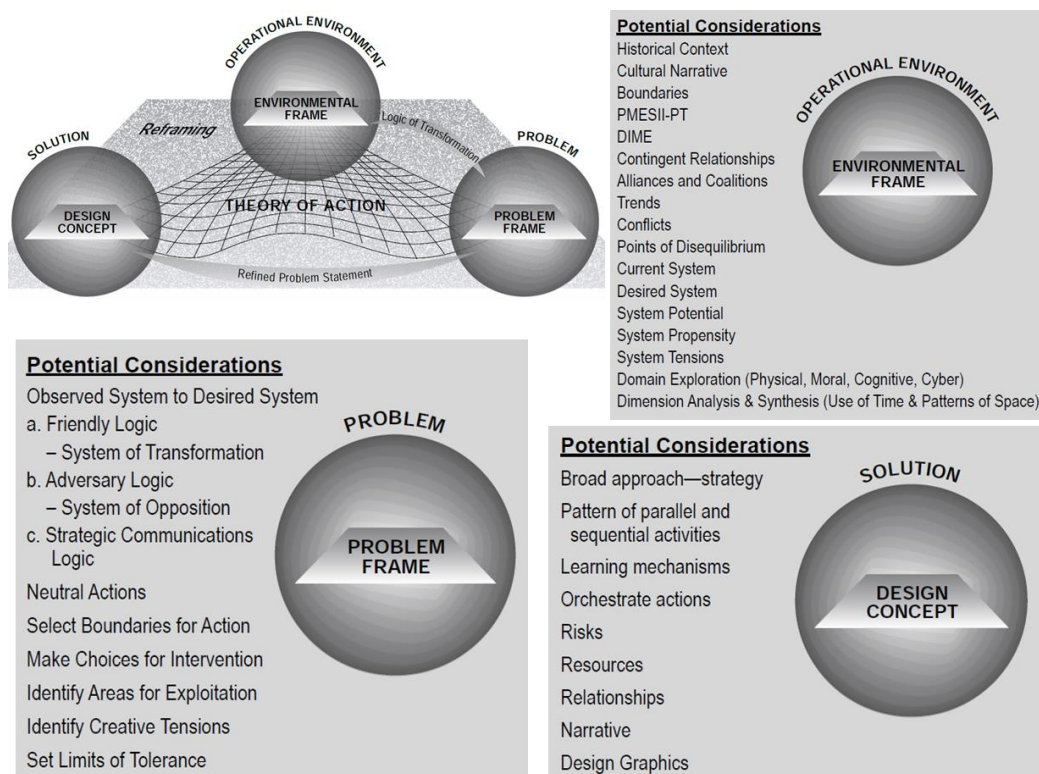 OPERATIONAL ENVIRONMENT
ENVIRONMENTAL
FRAME
Reframing
Logic of Transformation
SOLUTION
PROBLEM
DESIGN
CONCEPT
THEORY OF ACTION
PROBLEM
FRAME
Refined Problem Statement
Potential Considerations
Historical Context
Cultural Narrative
Boundaries
PMESII-PT
DIME
Contingent Relationships
Alliances and Coalitions
Trends
Conflicts
Points of Disequilibrium
Current System
Desired System
System Potential
System Propensity
System Tensions
Domain Exploration (Physical, Moral, Cognitive, Cyber)
Dimension Analysis & Synthesis (Use of Time & Patterns of Space)
OPERATIONAL ENVIRONMENT
ENVIRONMENTAL
FRAME
Potential Considerations
Observed System to Desired System
a. Friendly Logic
– System of Transformation
b. Adversary Logic
– System of Opposition
c. Strategic Communications
Logic
Neutral Actions
Select Boundaries for Action
Make Choices for Intervention
Identify Areas for Exploitation
Identify Creative Tensions
Set Limits of Tolerance
PROBLEM
PROBLEM
FRAME
Potential Considerations
Broad approach—strategy
Pattern of parallel and
sequential activities
Learning mechanisms
Orchestrate actions
Risks
Resources
Relationships
Narrative
Design Graphics
SOLUTION
DESIGN
CONCEPT